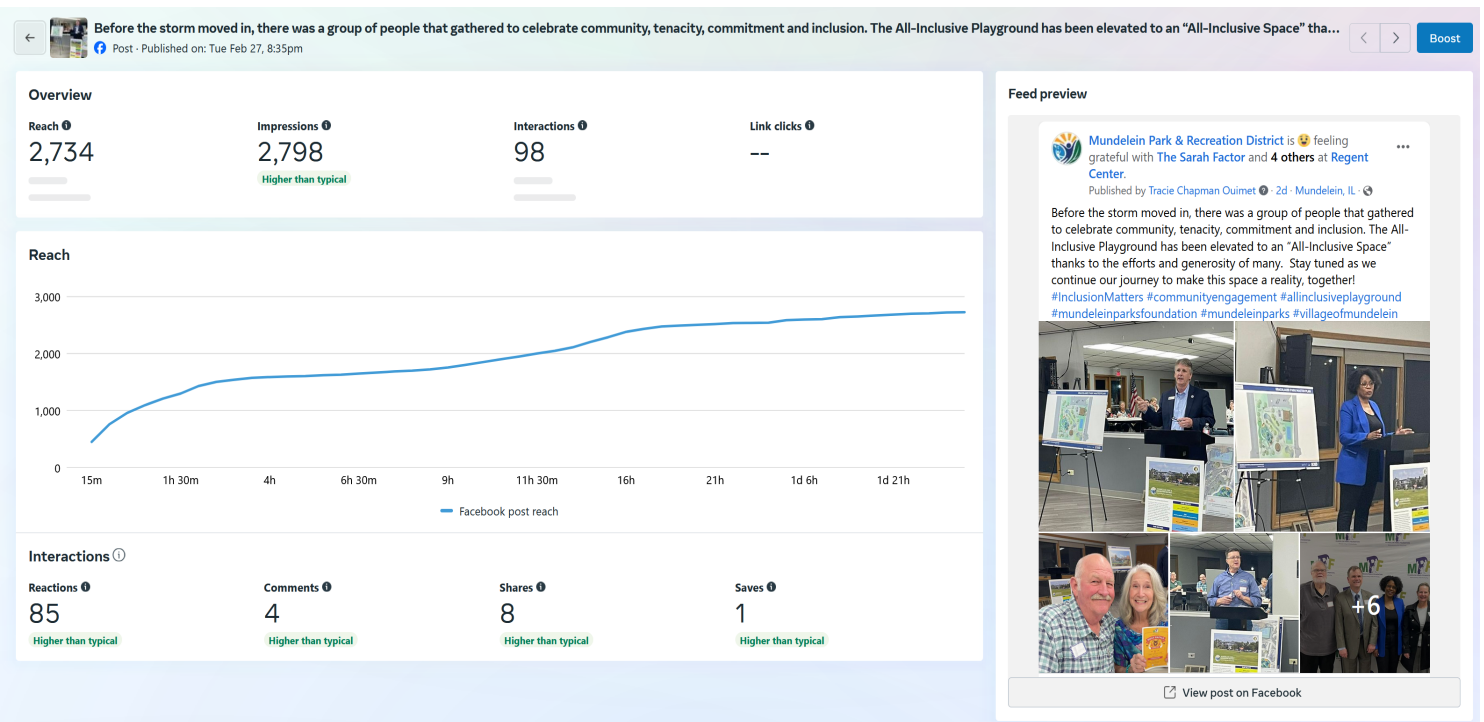 Before the storm moved in, there was a group of people that gathered to celebrate community, tenacity, commitment and inclusion. The All-Inclusive Playground has been elevated to an “All-Inclusive Space” tha...
Post · Published on: Tue Feb 27, 8:35pm
Boost
Overview
Reach
Impressions
Interactions
Link clicks
2,734
2,798
98
--
Higher than typical
Reach
3,000
2,000
1,000
0
15m
1h 30m
4h
6h 30m
9h
11h 30m
16h
21h
1d 6h
1d 21h
Facebook post reach
Interactions
Reactions
Comments
Shares
Saves
85
4
8
1
Higher than typical
Higher than typical
Higher than typical
Higher than typical
Feed preview
Mundelein Park & Recreation District is 😮 feeling
grateful with The Sarah Factor and 4 others at Regent
Center.
Published by Tracie Chapman Ouimet · 2d · Mundelein, IL ·
Before the storm moved in, there was a group of people that gathered
to celebrate community, tenacity, commitment and inclusion. The All-
Inclusive Playground has been elevated to an “All-Inclusive Space”
thanks to the efforts and generosity of many. Stay tuned as we
continue our journey to make this space a reality, together!
#InclusionMatters #communityengagement #allinclusiveplayground
#mundeleinparksfoundation #mundeleinparks #villageofmundelein
MPF
MPF
+6
View post on Facebook